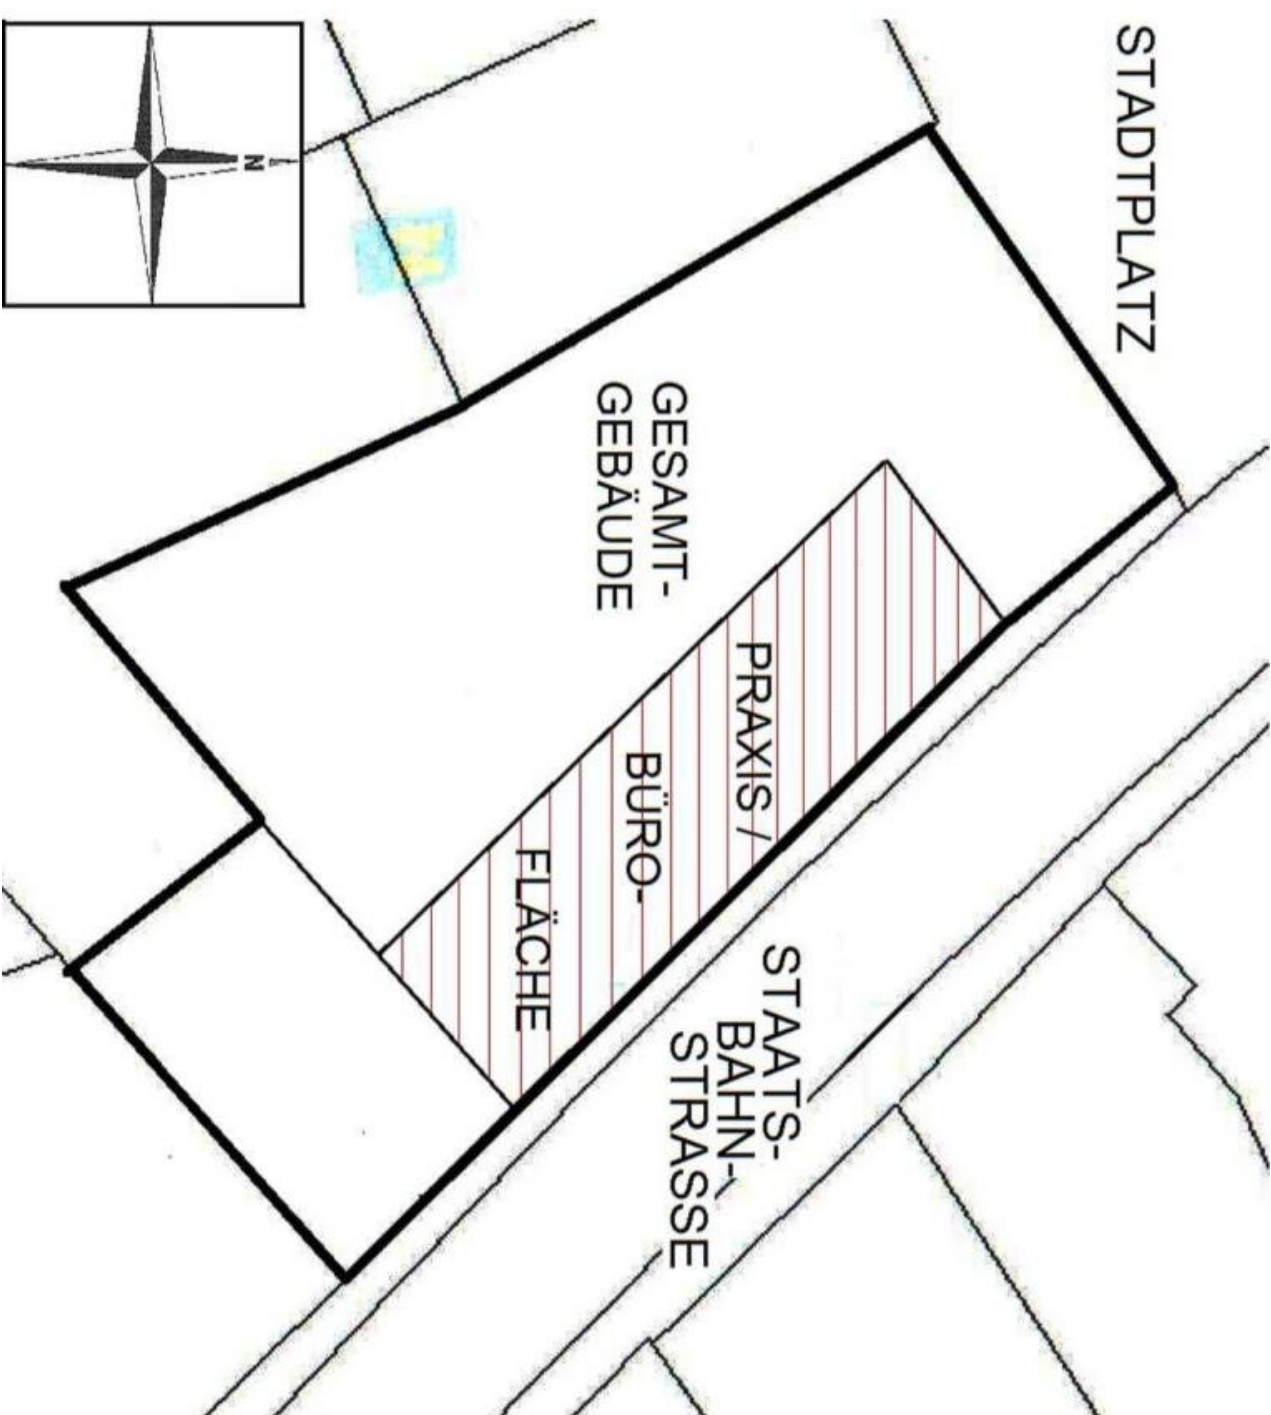 STADTPLATZ
N
GESAMT-
GEBÄUDE
PRAXIS /
BÜRO-
FLÄCHE
STAATS-
BAHN-
STRASSE